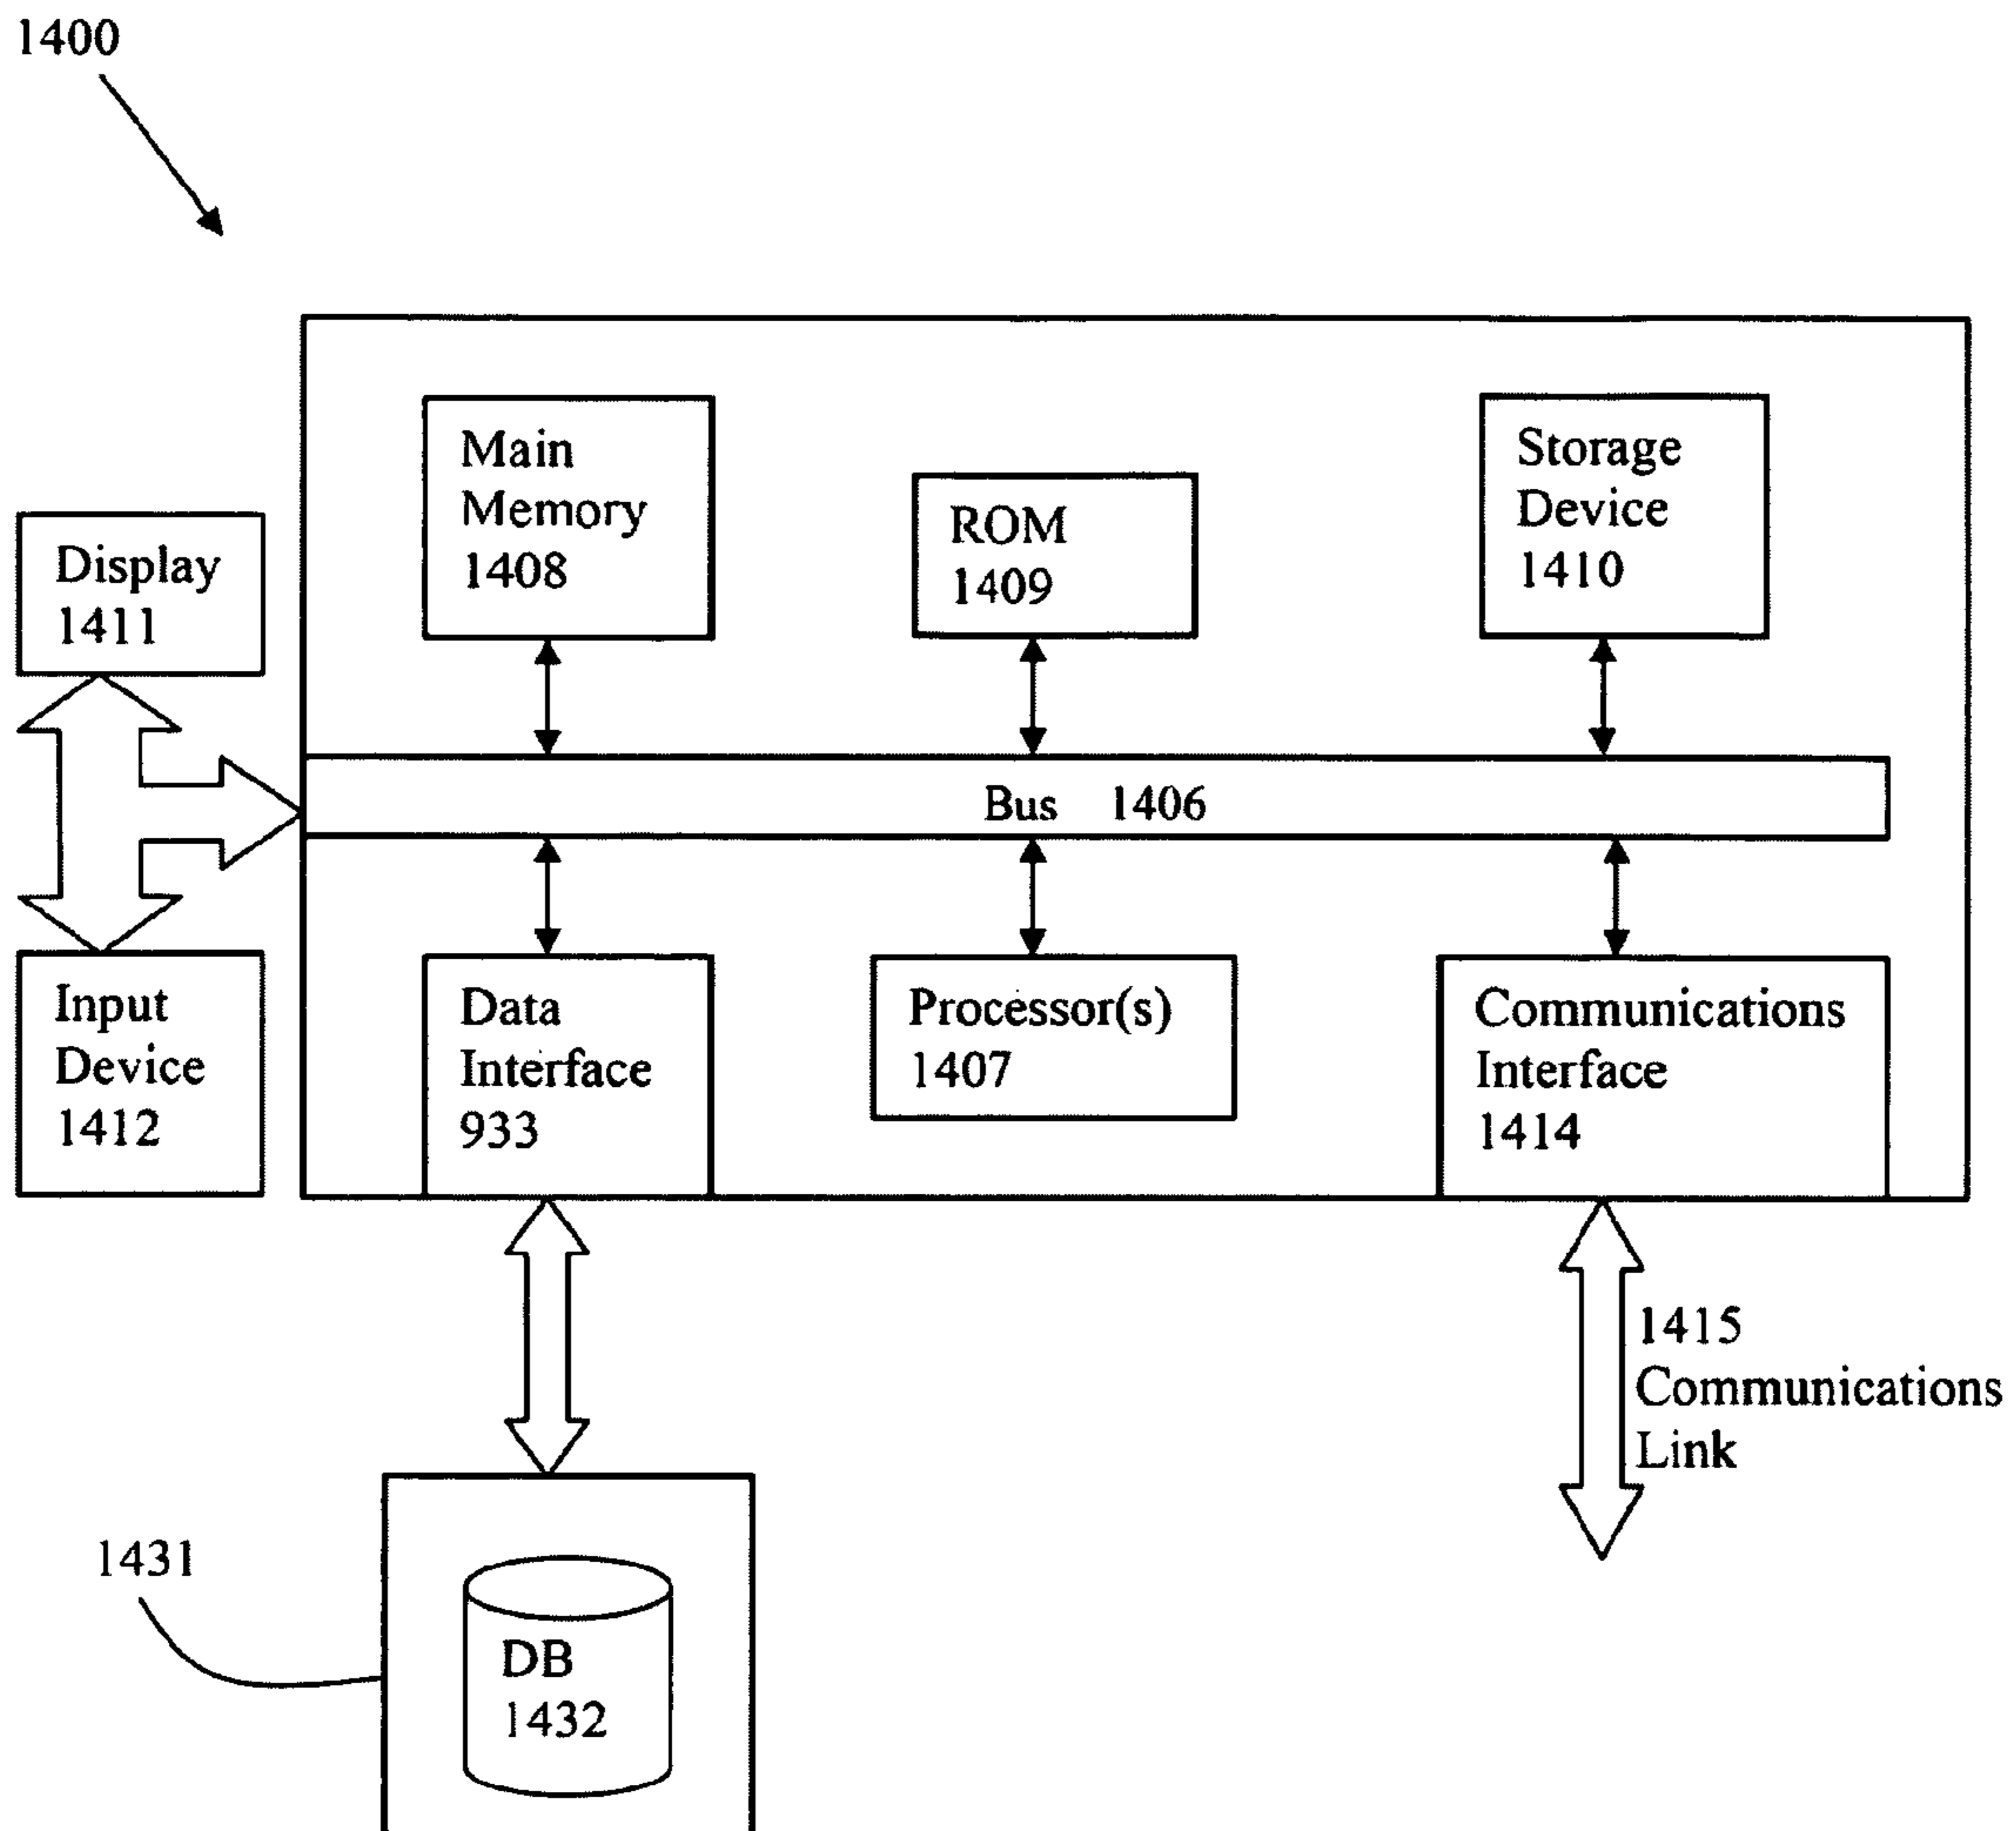 1400
Main
Memory
1408
ROM
1409
Storage
Device
1410
Display
1411
Bus 1406
Input
Device
1412
Data
Interface
933
Processor(s)
1407
Communications
Interface
1414
1415
Communications
Link
1431
DB
1432